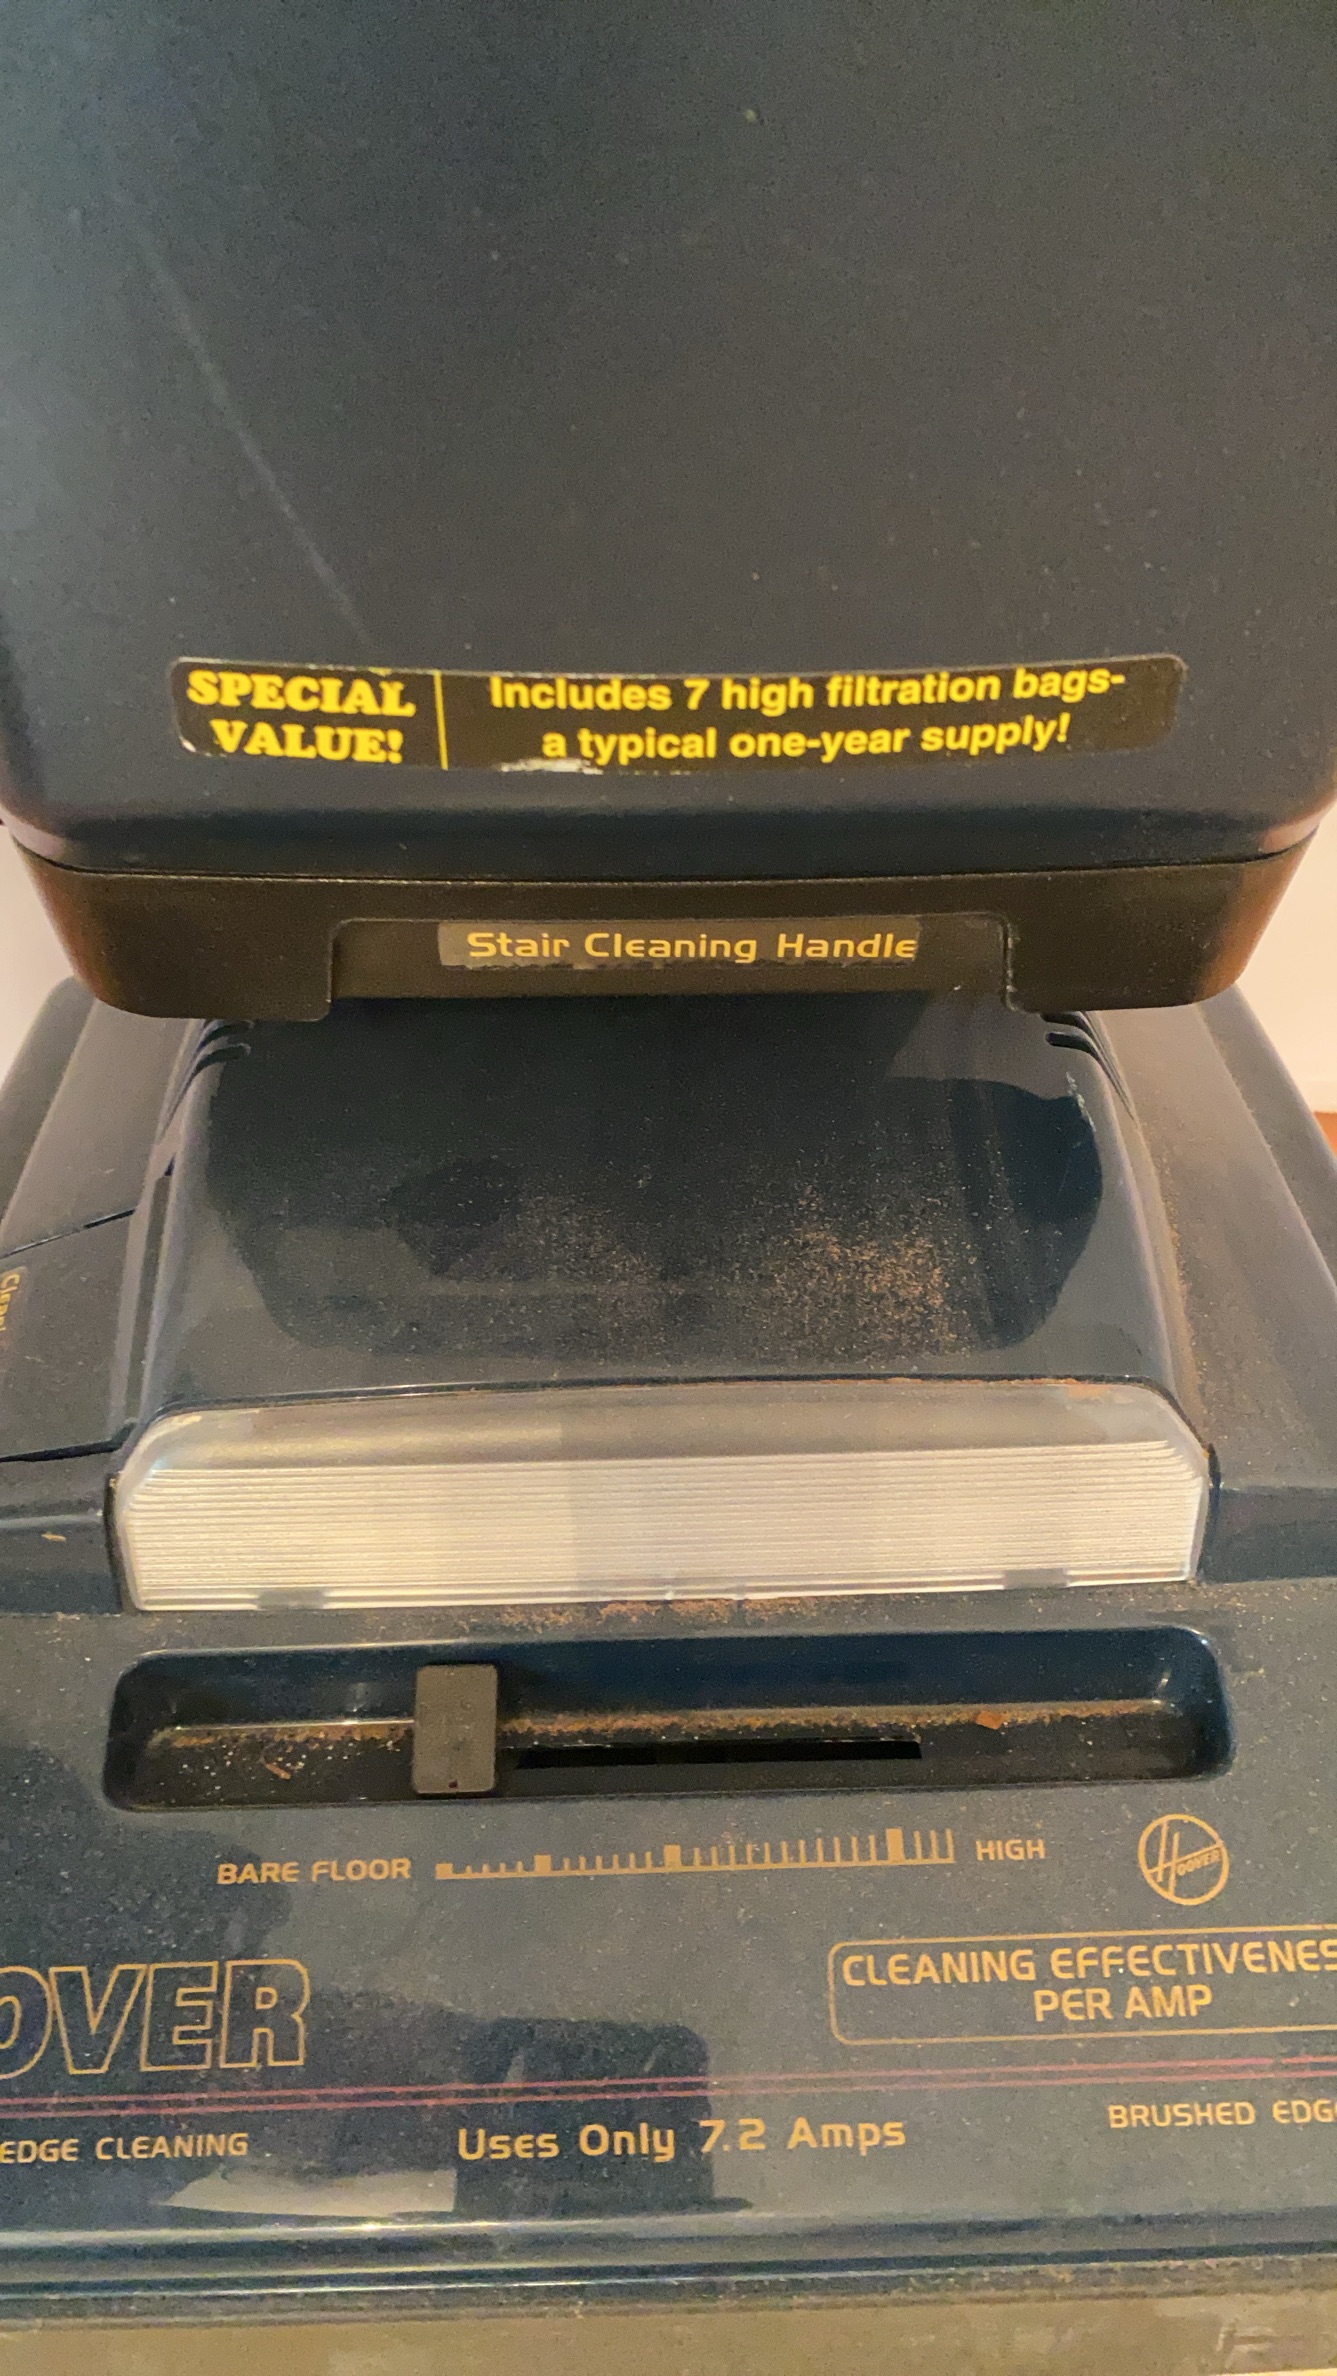 SPECIAL
VALUE!
Includes 7 high filtration bags-
a typical one-year supply!
Stair Cleaning Handle
BARE FLOOR
HIGH
HOOVER
OVER
CLEANING EFFECTIVENES
PER AMP
EDGE CLEANING
Uses Only 7.2 Amps
BRUSHED EDG